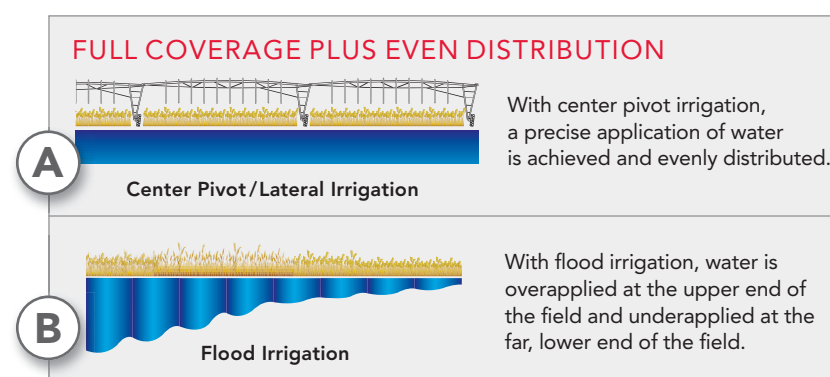 FULL COVERAGE PLUS EVEN DISTRIBUTION
With center pivot irrigation,
a precise application of water
is achieved and evenly distributed.
A
Center Pivot/Lateral Irrigation
With flood irrigation, water is
overapplied at the upper end of
the field and underapplied at the
far, lower end of the field.
B
Flood Irrigation